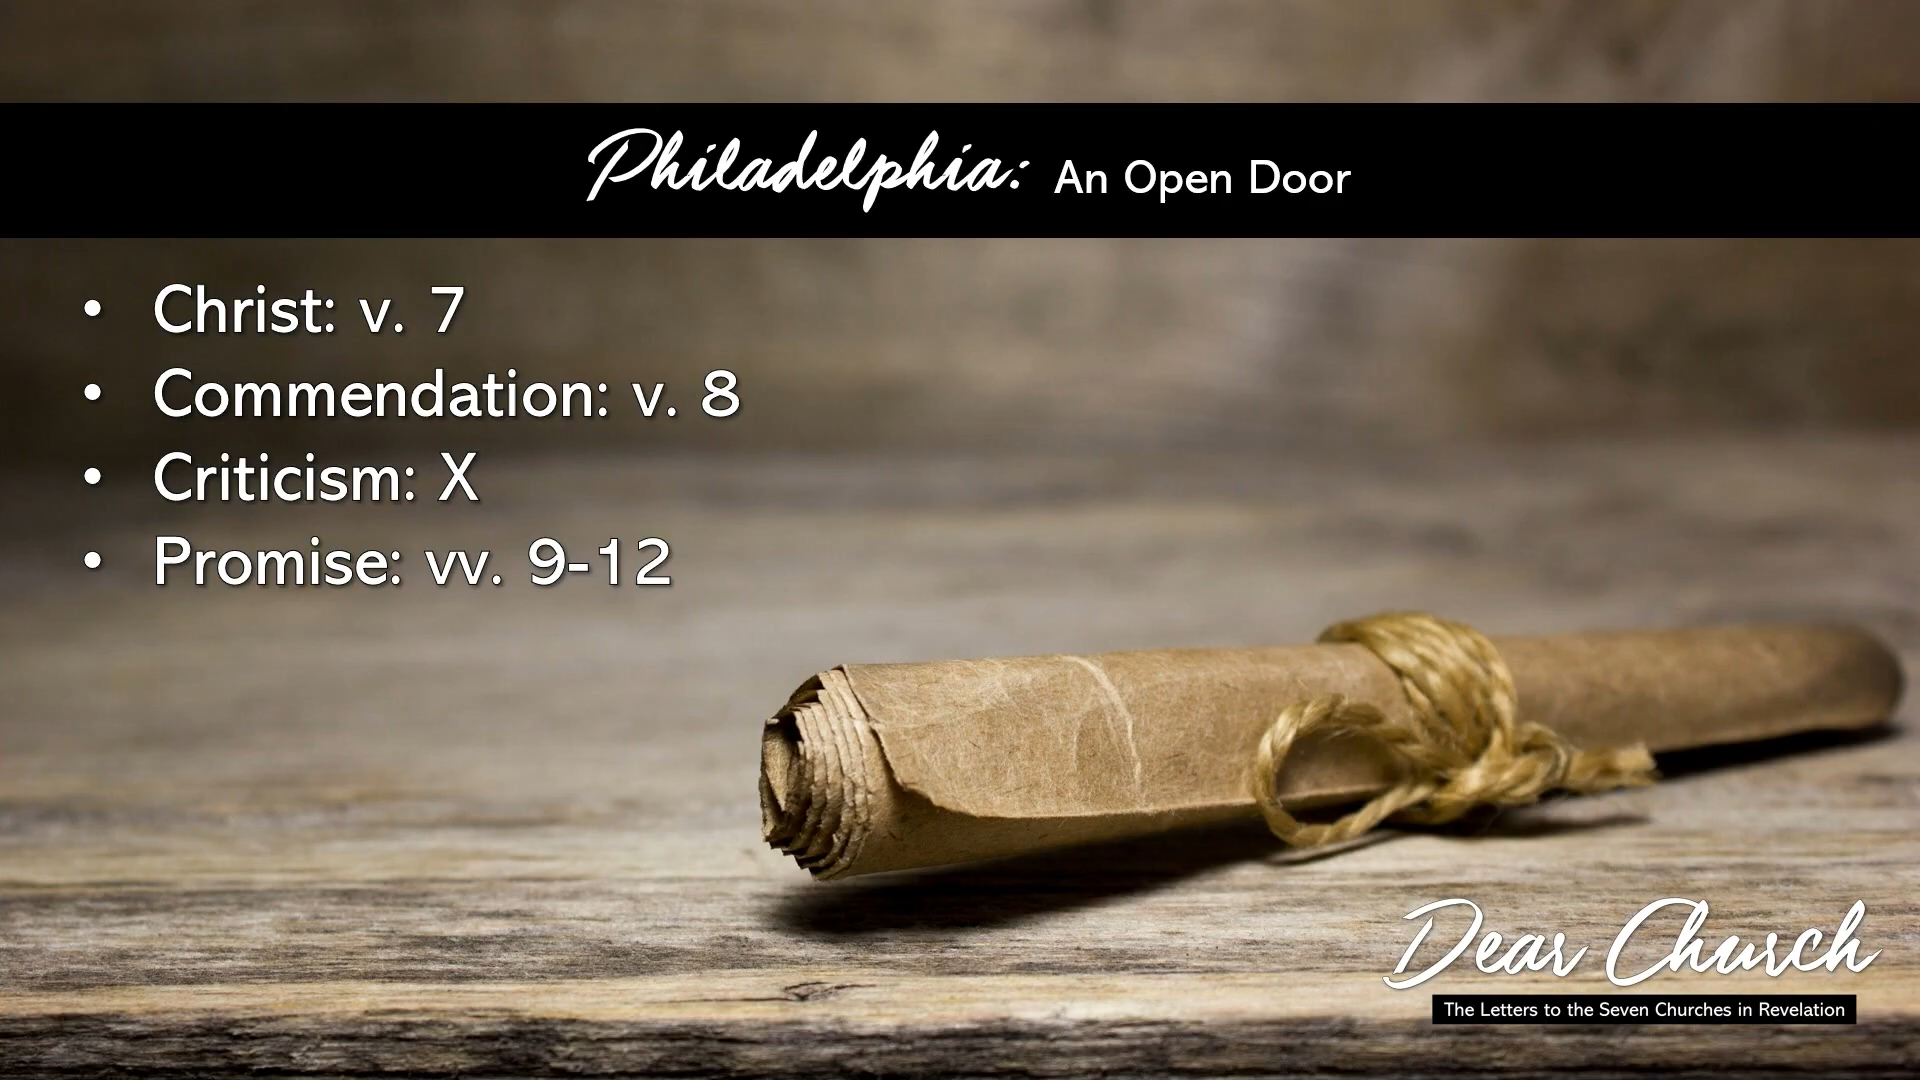 Philadelphia: An Open Door
• Christ: v. 7
• Commendation: v. 8
• Criticism: X
• Promise: vv. 9-12
Dear Church
The Letters to the Seven Churches in Revelation